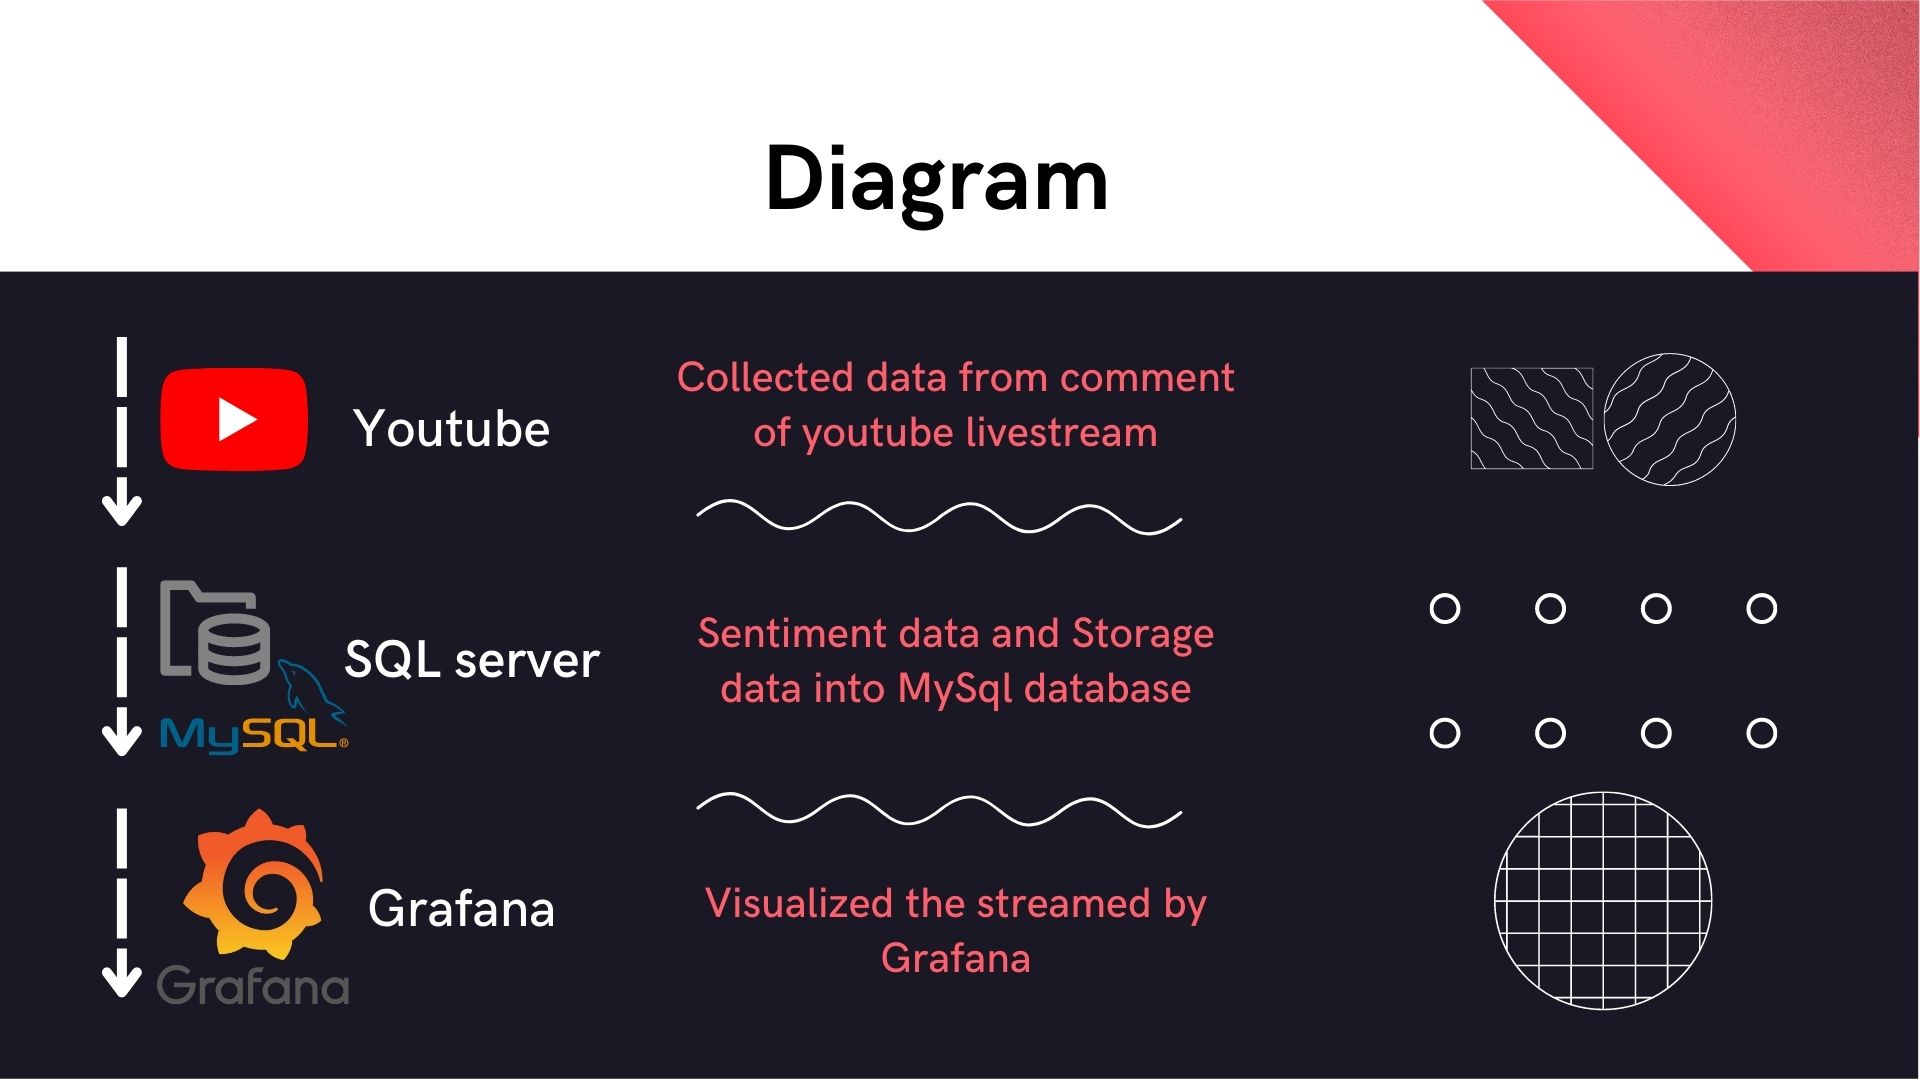 Diagram
Youtube
Collected data from comment
of youtube livestream
SQL server
MySQL®
Sentiment data and Storage
data into MySql database
Grafana
Grafana
Visualized the streamed by
Grafana